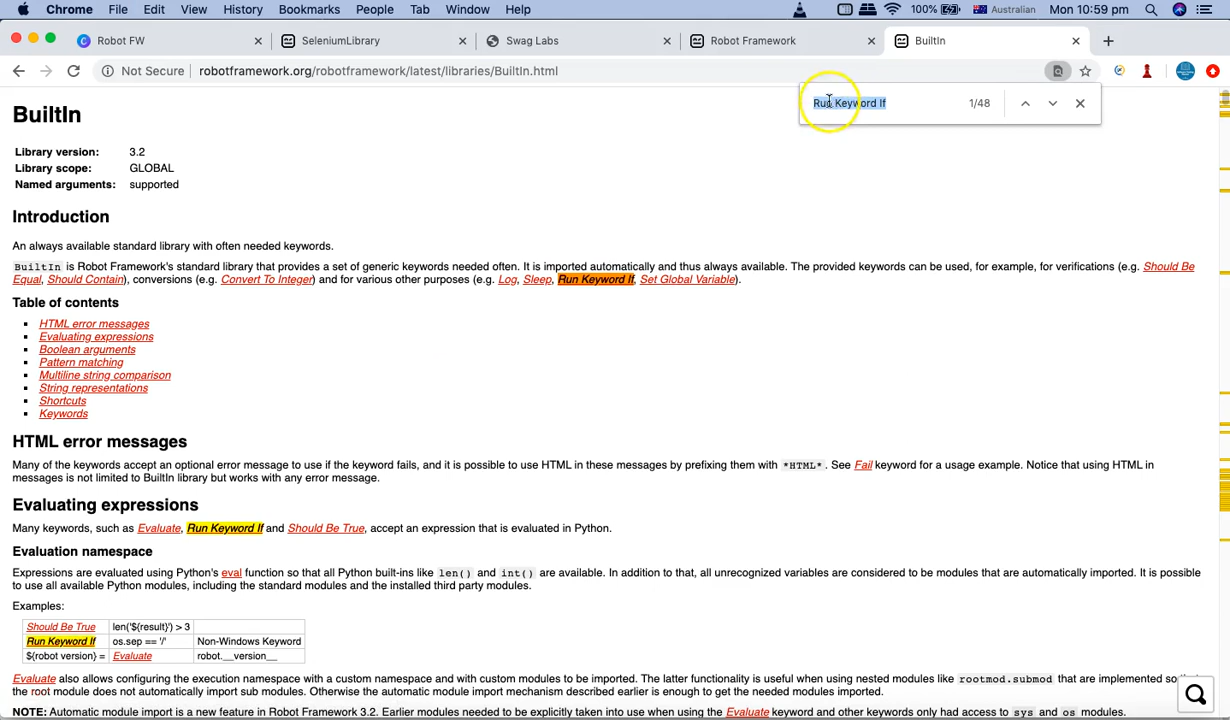 Chrome File Edit View History Bookmarks People Tab Window Help 100% Australian Mon 10:59 pm
Robot FW SeleniumLibrary Swag Labs Robot Framework BuiltIn
Not Secure robotframework.org/robotframework/latest/libraries/BuiltIn.html
Run Keyword If 1/48
BuiltIn
Library version: 3.2
Library scope: GLOBAL
Named arguments: supported
Introduction
An always available standard library with often needed keywords.
BuiltIn is Robot Framework's standard library that provides a set of generic keywords needed often. It is imported automatically and thus always available. The provided keywords can be used, for example, for verifications (e.g. Should Be
Equal, Should Contain), conversions (e.g. Convert To Integer) and for various other purposes (e.g. Log, Sleep, Run Keyword If, Set Global Variable).
Table of contents
HTML error messages
Evaluating expressions
Boolean arguments
Pattern matching
Multiline string comparison
String representations
Shortcuts
Keywords
HTML error messages
Many of the keywords accept an optional error message to use if the keyword fails, and it is possible to use HTML in these messages by prefixing them with *HTML*. See Fail keyword for a usage example. Notice that using HTML in
messages is not limited to BuiltIn library but works with any error message.
Evaluating expressions
Many keywords, such as Evaluate, Run Keyword If and Should Be True, accept an expression that is evaluated in Python.
Evaluation namespace
Expressions are evaluated using Python's eval function so that all Python built-ins like len() and int() are available. In addition to that, all unrecognized variables are considered to be modules that are automatically imported. It is possible
to use all available Python modules, including the standard modules and the installed third party modules.
Examples:
Should Be True len('${result}') > 3
Run Keyword If os.sep == '/' Non-Windows Keyword
${robot version} = Evaluate robot.__version__
Evaluate also allows configuring the execution namespace with a custom namespace and with custom modules to be imported. The latter functionality is useful when using nested modules like rootmod.submod that are implemented so
the root module does not automatically import sub modules. Otherwise the automatic module import mechanism described earlier is enough to get the needed modules imported.
NOTE: Automatic module import is a new feature in Robot Framework 3.2. Earlier modules needed to be explicitly taken into use when using the Evaluate keyword and other keywords only had access to sys and os modules.